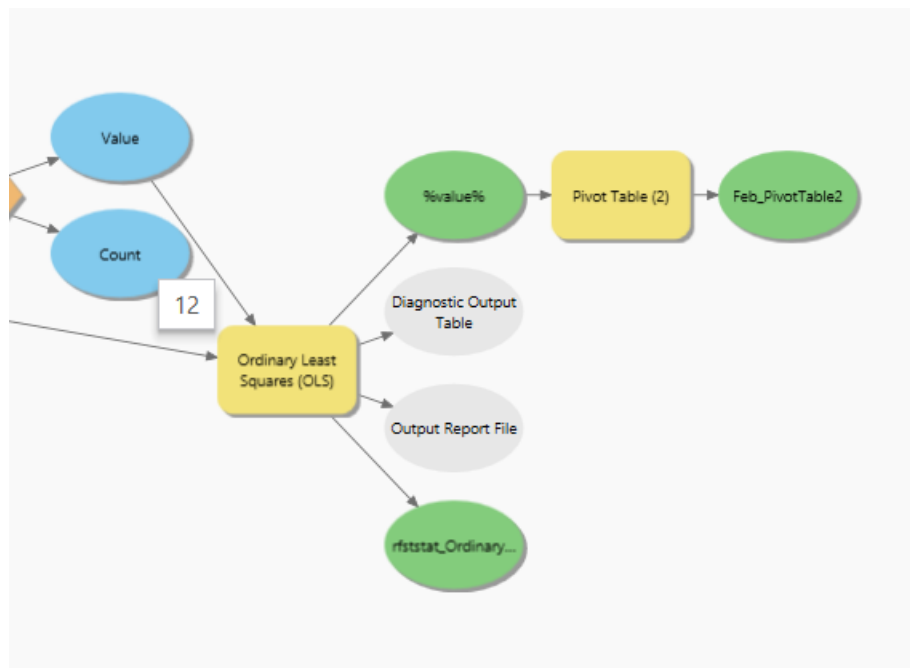 Value
Count
12
Ordinary Least
Squares (OLS)
%value%
Pivot Table (2)
Feb_PivotTable2
Diagnostic Output
Table
Output Report File
rfststat_Ordinary...